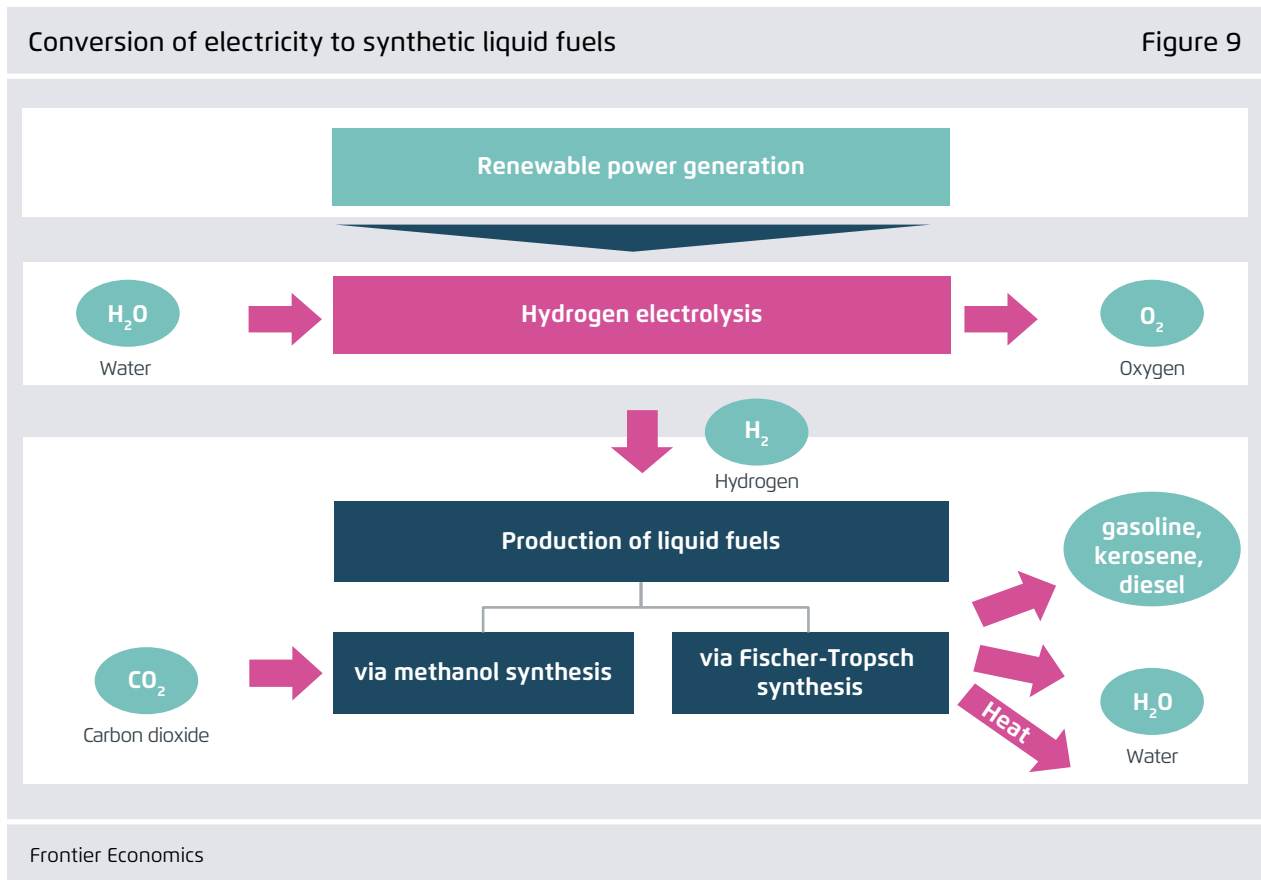 Conversion of electricity to synthetic liquid fuels
Figure 9
Renewable power generation
H₂O
Water
Hydrogen electrolysis
O₂
Oxygen
H₂
Hydrogen
Production of liquid fuels
gasoline,
kerosene,
diesel
CO₂
Carbon dioxide
via methanol synthesis
via Fischer-Tropsch
synthesis
Heat
H₂O
Water
Frontier Economics